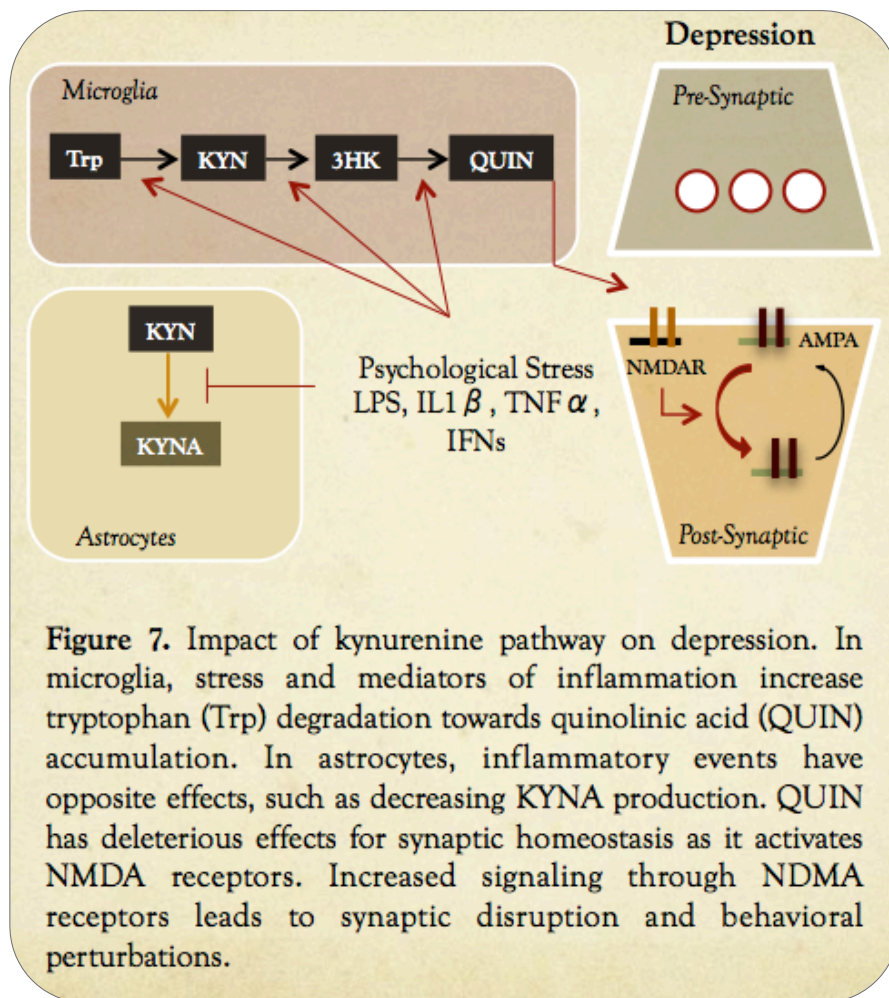 Depression
Microglia
Trp
KYN
3HK
QUIN
Pre-Synaptic
KYN
KYNA
Astrocytes
Psychological Stress
LPS, IL1 β , TNF α ,
IFNs
NMDAR
AMPA
Post-Synaptic
Figure 7. Impact of kynurenine pathway on depression. In
microglia, stress and mediators of inflammation increase
tryptophan (Trp) degradation towards quinolinic acid (QUIN)
accumulation. In astrocytes, inflammatory events have
opposite effects, such as decreasing KYNA production. QUIN
has deleterious effects for synaptic homeostasis as it activates
NMDA receptors. Increased signaling through NDMA
receptors leads to synaptic disruption and behavioral
perturbations.